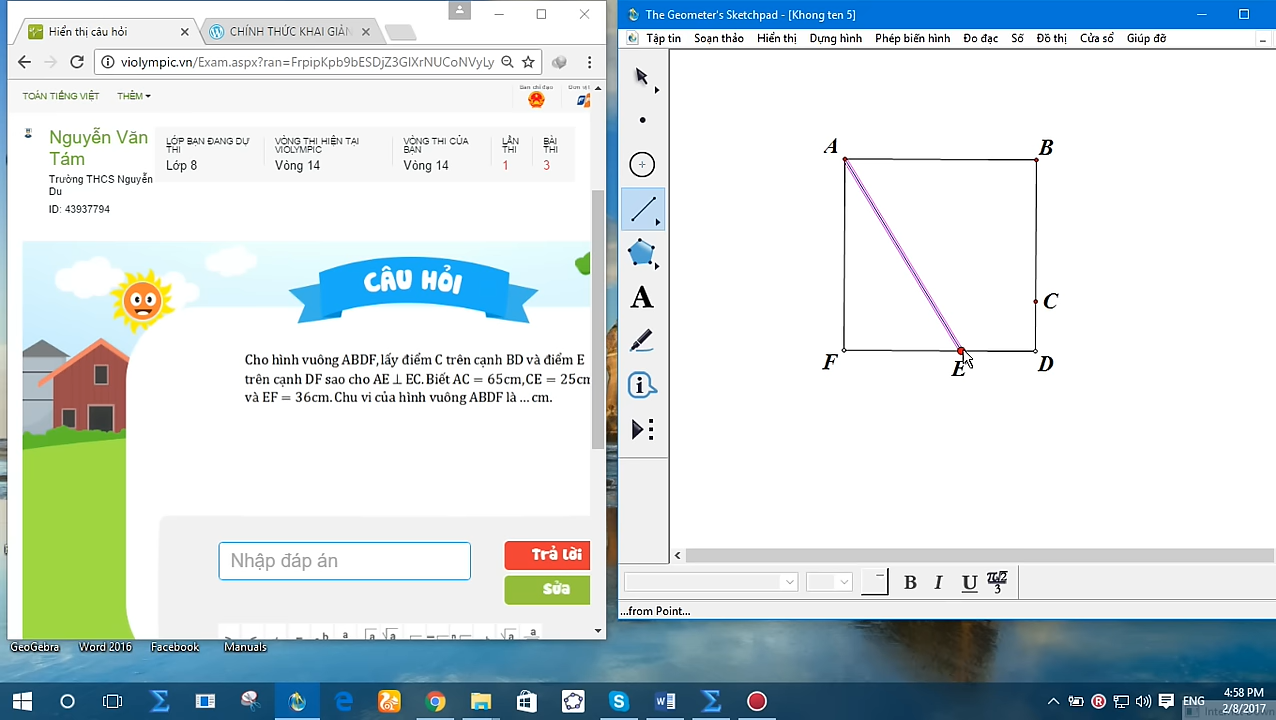 Hiển thị câu hỏi
CHÍNH THỨC KHAI GIẢN
violympic.vn/Exam.aspx?ran=FrpipKpb9bESDjZ3GlXrNUCoNVyLy
TOÁN TIẾNG VIỆT THÊM
Ban chỉ đạo
Đơn vị
Nguyễn Văn Tám
Trường THCS Nguyễn Du
ID: 43937794
LỚP BẠN ĐANG DỰ THI
Lớp 8
VÒNG THI HIỆN TẠI VIOLYMPIC
Vòng 14
VÒNG THI CỦA BẠN
Vòng 14
LẦN THI
1
BÀI THI
3
CÂU HỎI
Cho hình vuông ABDF, lấy điểm C trên cạnh BD và điểm E
trên cạnh DF sao cho AE ⊥ EC. Biết AC = 65cm, CE = 25cm
và EF = 36cm. Chu vi của hình vuông ABDF là ... cm.
Nhập đáp án
Trả lời
Sửa
GeoGebra Word 2016 Facebook Manuals
The Geometer's Sketchpad - [Khong ten 5]
Tập tin Soạn thảo Hiển thị Dựng hình Phép biến hình Đo đạc Số Đồ thị Cửa sổ Giúp đỡ
A
B
C
F
E
D
B I U
...from Point...
ENG
4:58 PM
2/8/2017